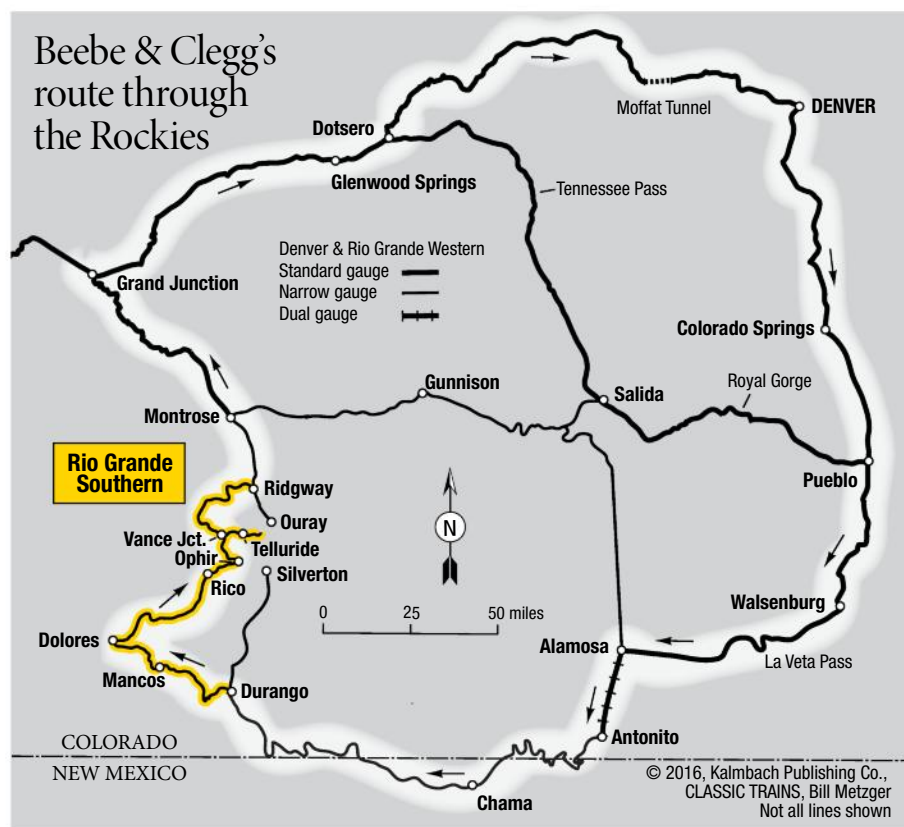 Beebe & Clegg's
route through
the Rockies
Moffat Tunnel
DENVER
Dotsero
Glenwood Springs
Tennessee Pass
Denver & Rio Grande Western
Standard gauge
Narrow gauge
Dual gauge
Grand Junction
Colorado Springs
Gunnison
Salida
Royal Gorge
Montrose
Rio Grande
Southern
Pueblo
Ridgway
Ouray
N
Vance Jct.
Telluride
Ophir
Silverton
Rico
0 25 50 miles
Walsenburg
Dolores
Alamosa
La Veta Pass
Mancos
Durango
Antonito
COLORADO
NEW MEXICO
Chama
© 2016, Kalmbach Publishing Co.,
CLASSIC TRAINS, Bill Metzger
Not all lines shown